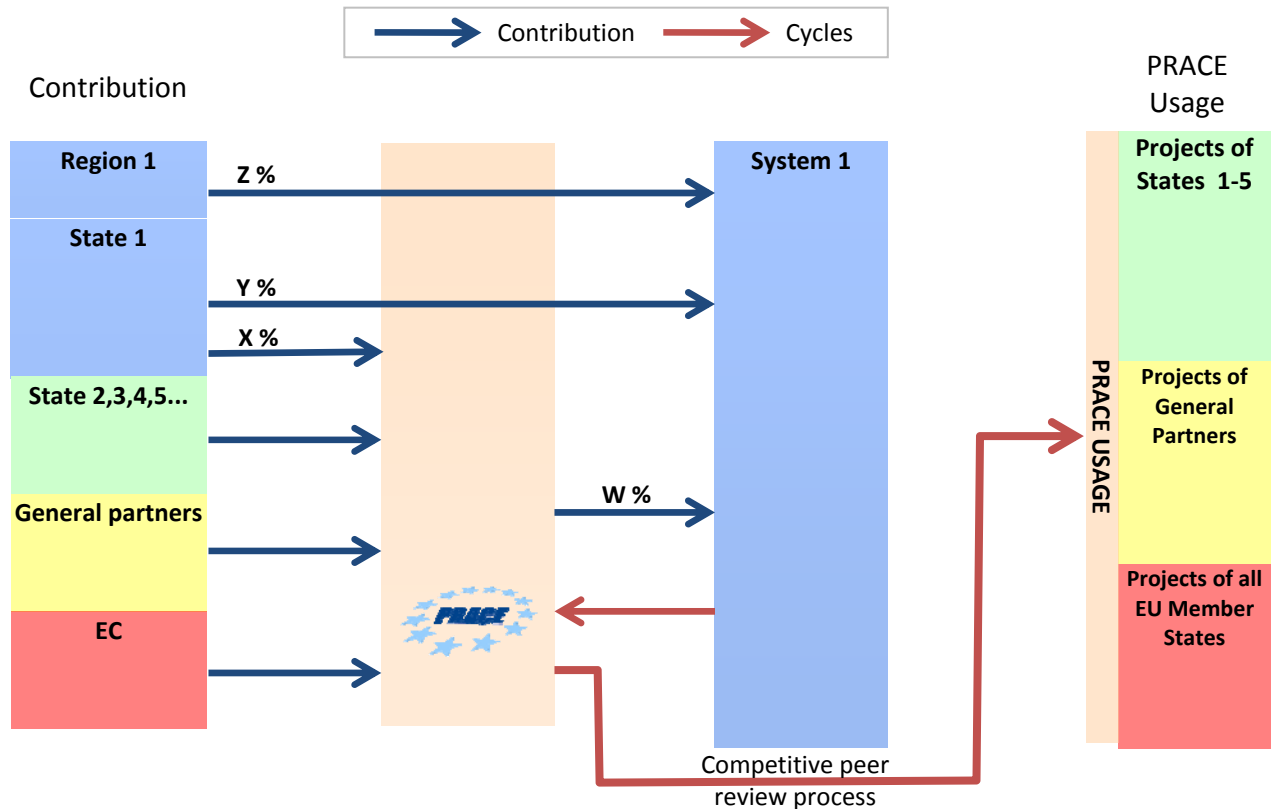 Contribution
Cycles
Contribution
PRACE
Usage
Region 1
State 1
State 2,3,4,5...
General partners
EC
Z %
Y %
X %
W %
PRACE
System 1
Competitive peer
review process
PRACE USAGE
Projects of
States 1-5
Projects of
General
Partners
Projects of all
EU Member
States